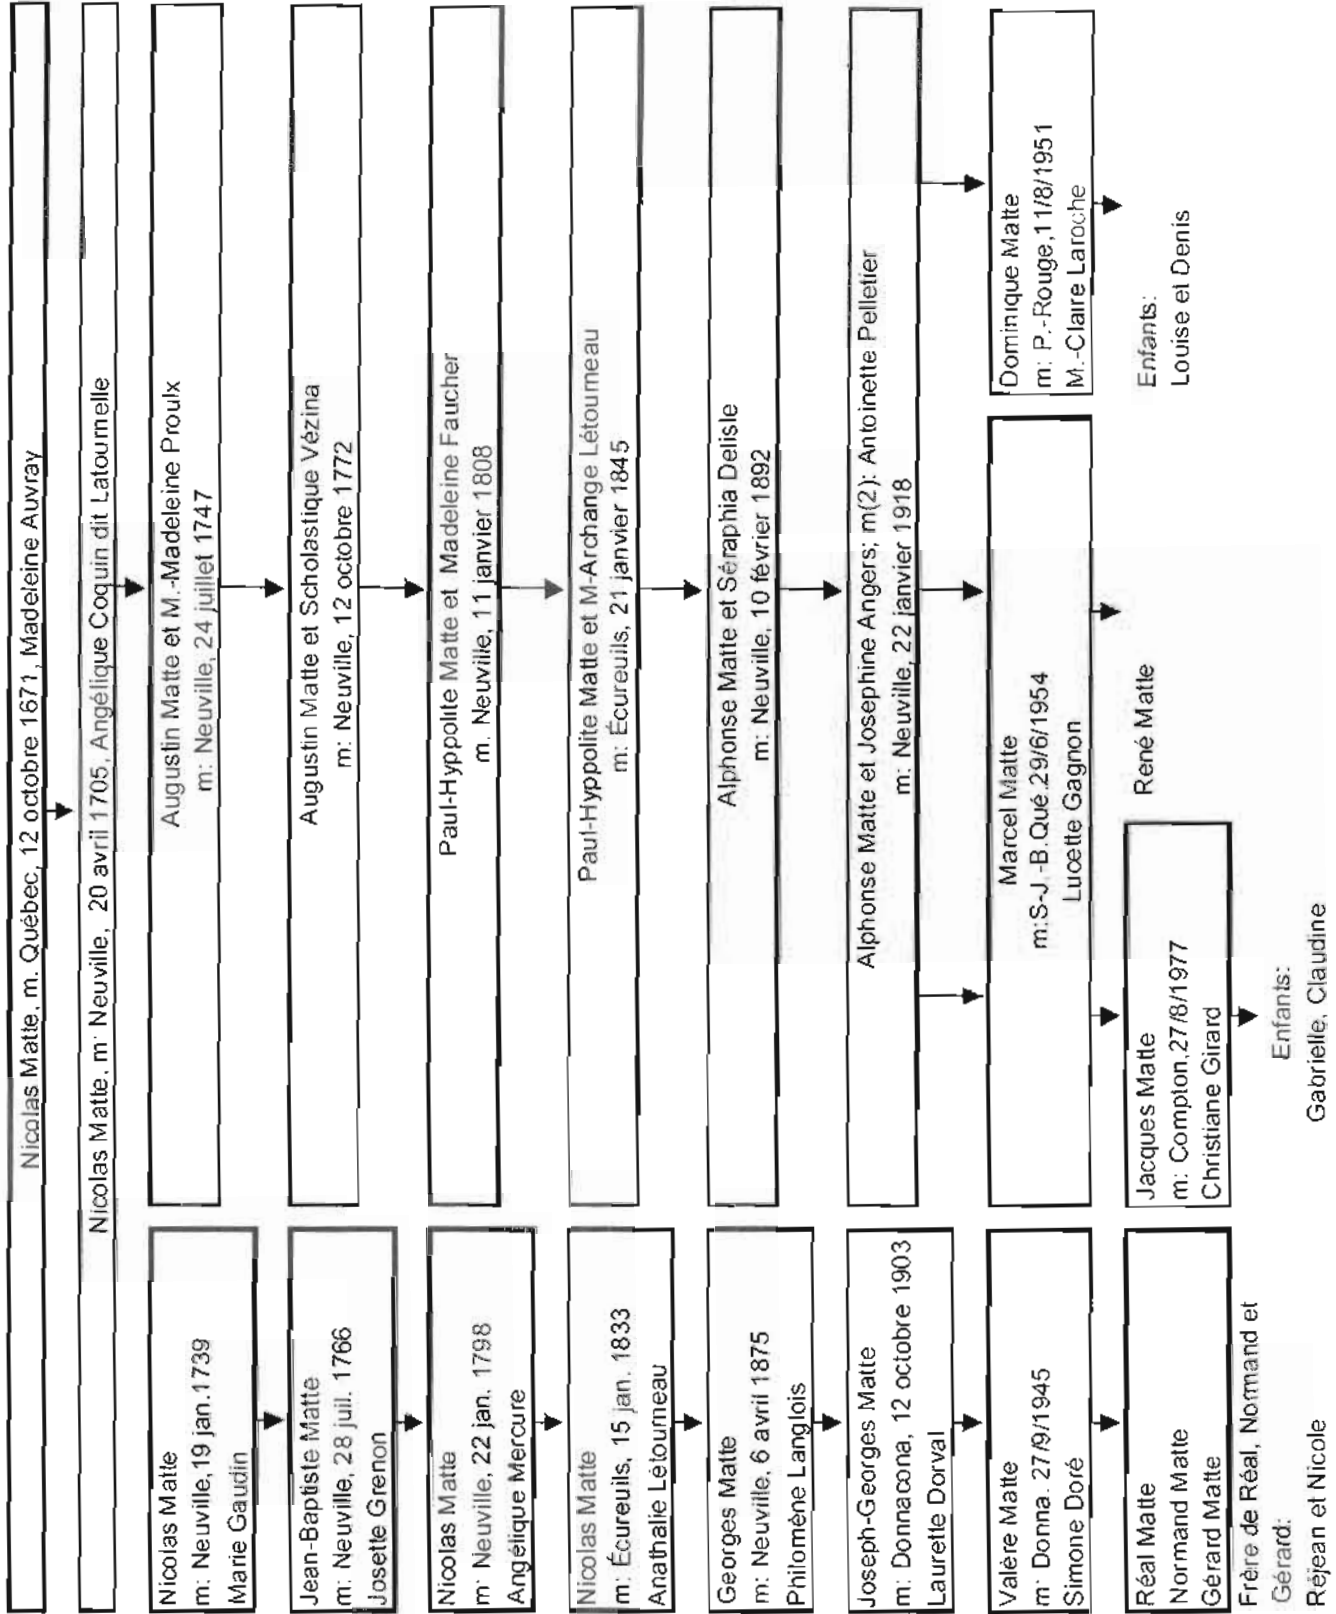 Nicolas Matte, m. Québec, 12 octobre 1671, Madeleine Auvray
Nicolas Matte, m: Neuville, 20 avril 1705, Angélique Coquin dit Latournelle
Nicolas Matte
m: Neuville, 19 jan.1739
Marie Gaudin
Augustin Matte et M.-Madeleine Proulx
m: Neuville, 24 juillet 1747
Jean-Baptiste Matte
m: Neuville, 28 juil. 1766
Josette Grenon
Augustin Matte et Scholastique Vézina
m: Neuville, 12 octobre 1772
Nicolas Matte
m: Neuville, 22 jan. 1798
Angélique Mercure
Paul-Hypolite Matte et Madeleine Faucher
m. Neuville, 11 janvier 1808
Nicolas Matte
m: Écureuils, 15 jan. 1833
Anathalie Létourneau
Paul-Hyppolite Matte et M-Archange Létourneau
m: Écureuils, 21 janvier 1845
Georges Matte
m: Neuville, 6 avril 1875
Philomène Langlois
Alphonse Matte et Séraphia Delisle
m: Neuville, 10 février 1892
Joseph-Georges Matte
m: Donnacona, 12 octobre 1903
Laurette Dorval
Alphonse Matte et Josephine Angers; m(2): Antoinette Pelletier
m: Neuville, 22 janvier 1918
Valère Matte
m: Donna. 27/9/1945
Simone Doré
Marcel Matte
m:S-J.-B.Qué.29/6/1954
Lucette Gagnon
Dominique Matte
m: P.-Rouge,11/8/1951
M.-Claire Laroche
Réal Matte
Normand Matte
Gérard Matte
Jacques Matte
m: Compton,27/8/1977
Christiane Girard
René Matte
Enfants:
Louise et Denis
Frère de Réal, Normand et
Gérard:
Réjean et Nicole
Enfants:
Gabrielle, Claudine